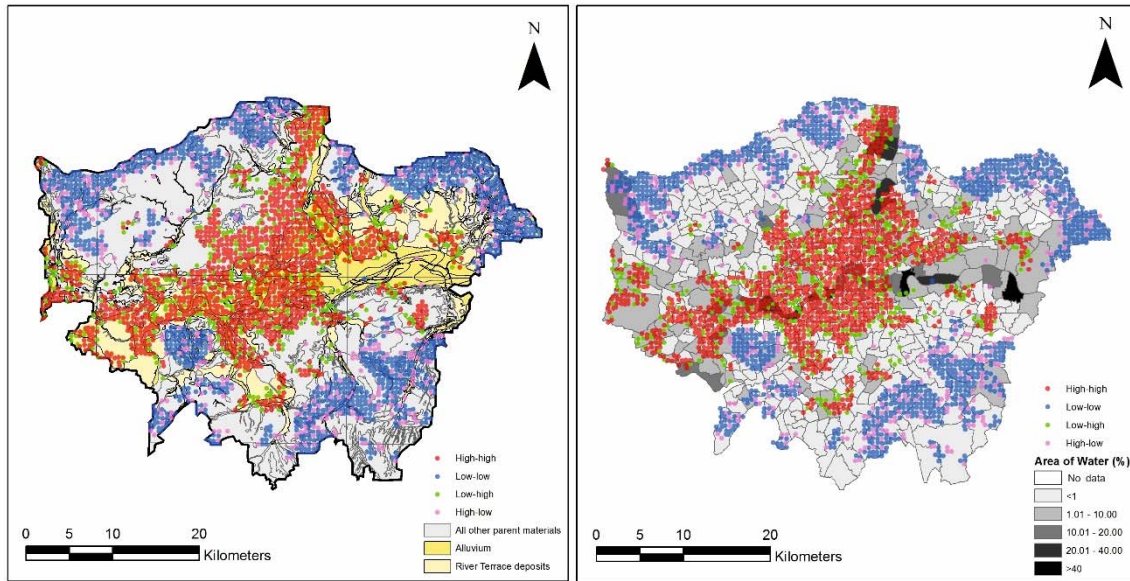 N
High-high
Low-low
Low-high
High-low
All other parent materials
Alluvium
River Terrace deposits
0 5 10 20
Kilometers
N
High-high
Low-low
Low-high
High-low
Area of Water (%)
No data
<1
1.01 - 10.00
10.01 - 20.00
20.01 - 40.00
>40
0 5 10 20
Kilometers